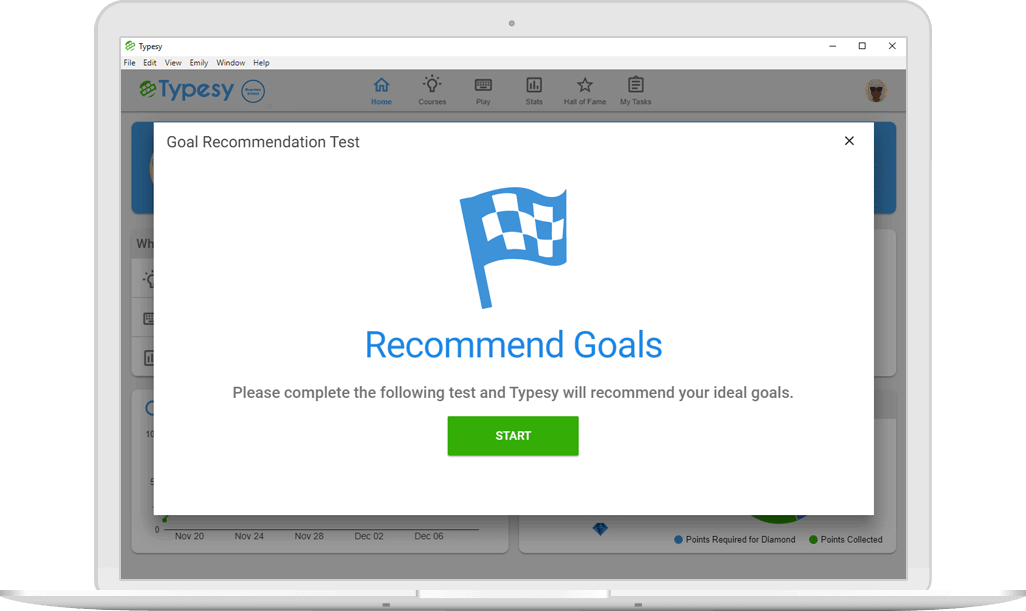 Typesy
File Edit View Emily Window Help
Typesy
Home Courses Play Stats Hall of Fame My Tasks
Goal Recommendation Test
Wh
Recommend Goals
Please complete the following test and Typesy will recommend your ideal goals.
START
10
5
0
Nov 20 Nov 24 Nov 28 Dec 02 Dec 06
Points Required for Diamond Points Collected